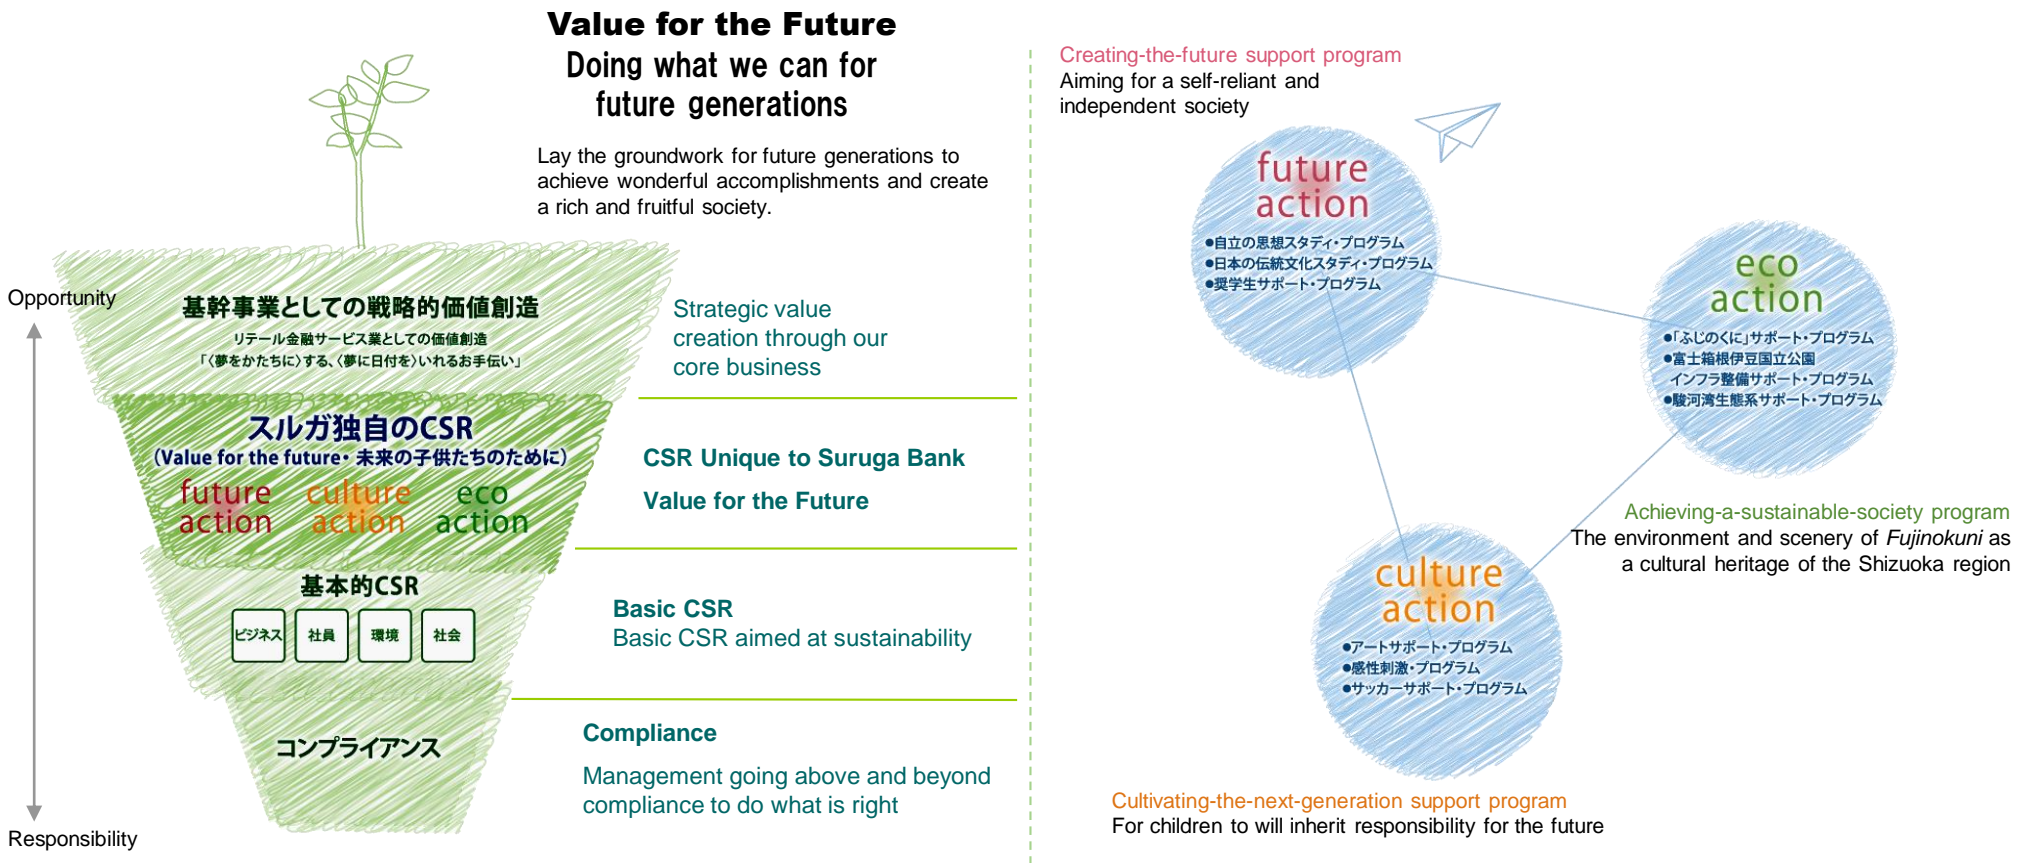 Value for the Future
Doing what we can for
future generations
Lay the groundwork for future generations to
achieve wonderful accomplishments and create
a rich and fruitful society.
Opportunity
基幹事業としての戦略的価値創造
リテール金融サービス業としての価値創造
「〈夢をかたちに〉する、〈夢に日付を〉いれるお手伝い」
Strategic value
creation through our
core business
スルガ独自のCSR
（Value for the future・未来の子供たちのために）
future
action
culture
action
eco
action
CSR Unique to Suruga Bank
Value for the Future
基本的CSR
ビジネス
社員
環境
社会
Basic CSR
Basic CSR aimed at sustainability
コンプライアンス
Compliance
Management going above and beyond
compliance to do what is right
Responsibility
Creating-the-future support program
Aiming for a self-reliant and
independent society
future
action
●自立の思想スタディ・プログラム
●日本の伝統文化スタディ・プログラム
●奨学生サポート・プログラム
eco
action
●「ふじのくに」サポート・プログラム
●富士箱根伊豆国立公園
インフラ整備サポート・プログラム
●駿河湾生態系サポート・プログラム
Achieving-a-sustainable-society program
The environment and scenery of Fujinokuni as
a cultural heritage of the Shizuoka region
culture
action
●アートサポート・プログラム
●感性刺激・プログラム
●サッカーサポート・プログラム
Cultivating-the-next-generation support program
For children to will inherit responsibility for the future